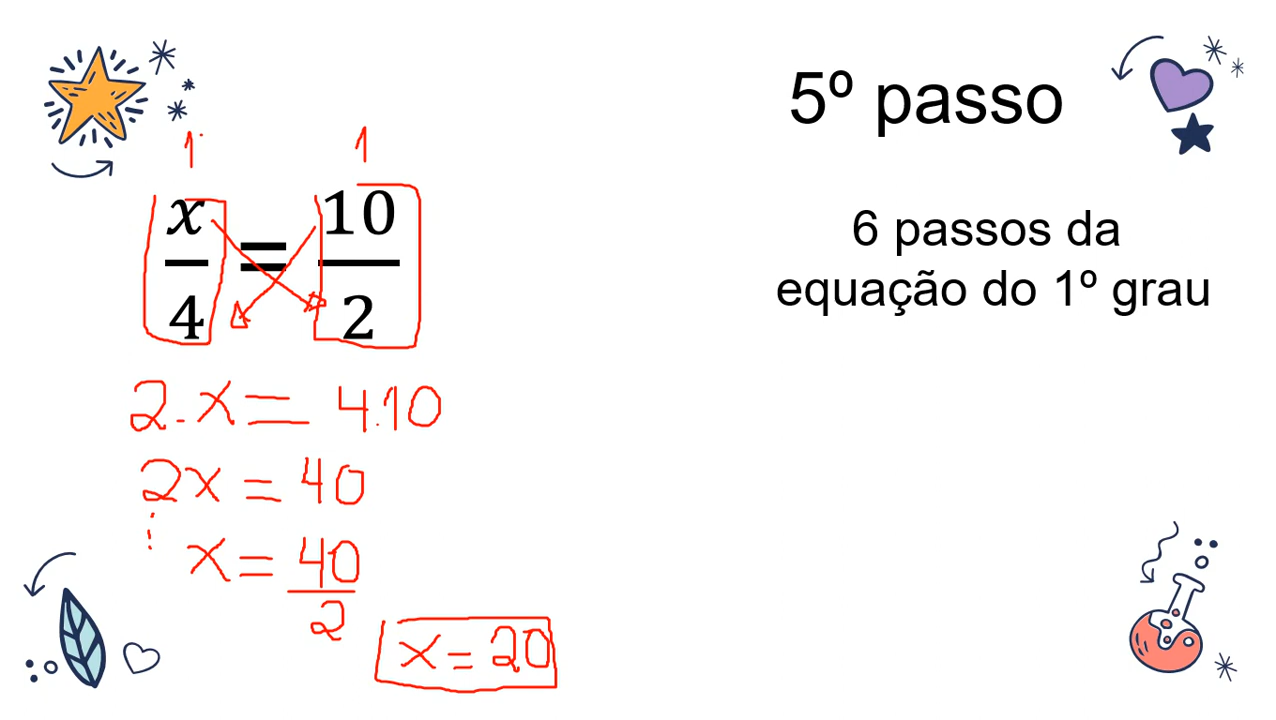 5º passo
6 passos da
equação do 1º grau
1 1
x/4 = 10/2
2.x = 4.10
2x = 40
x = 40/2
x = 20